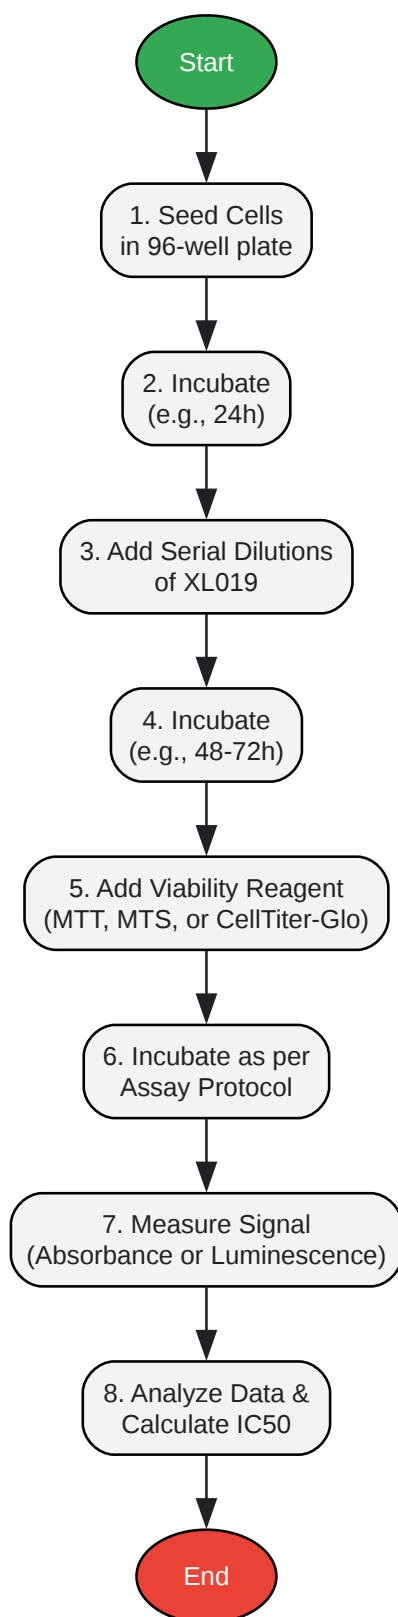 Start
1. Seed Cells
in 96-well plate
2. Incubate
(e.g., 24h)
3. Add Serial Dilutions
of XL019
4. Incubate
(e.g., 48-72h)
5. Add Viability Reagent
(MTT, MTS, or CellTiter-Glo)
6. Incubate as per
Assay Protocol
7. Measure Signal
(Absorbance or Luminescence)
8. Analyze Data &
Calculate IC50
End